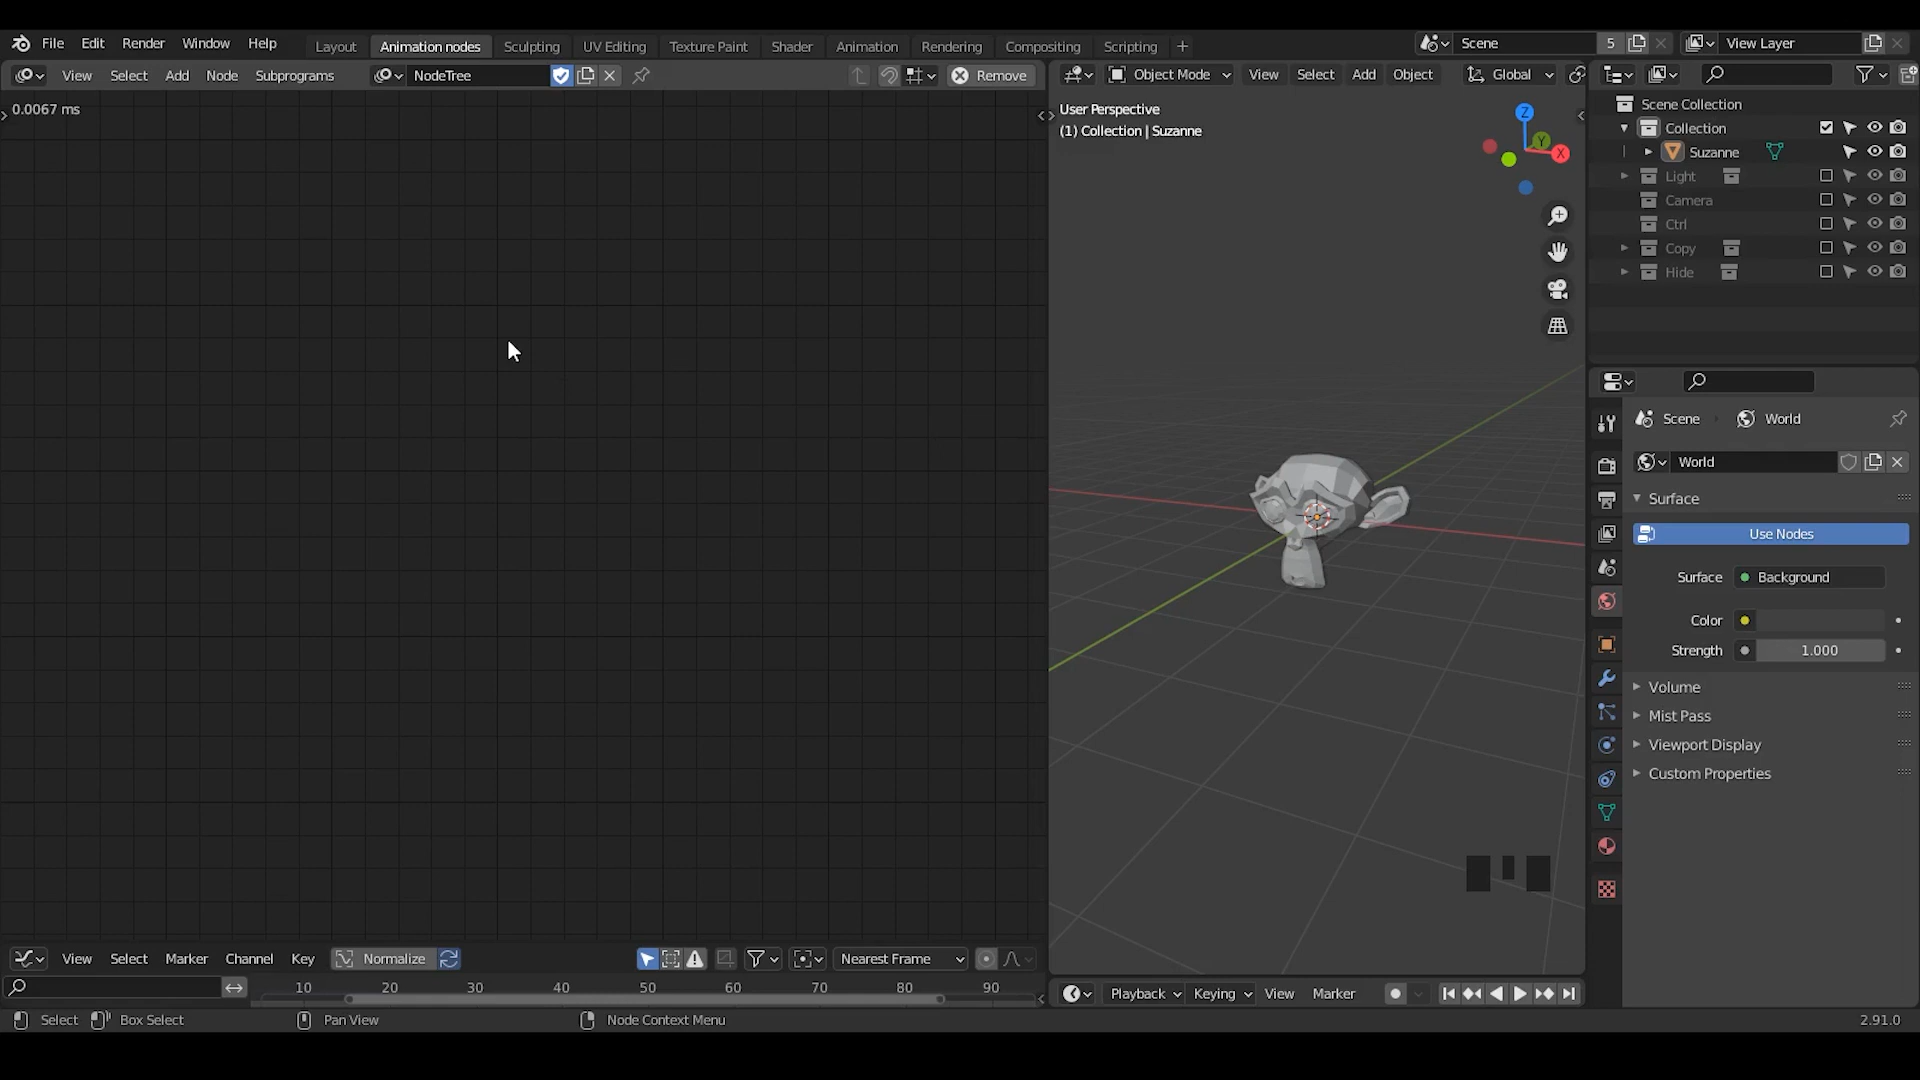 File Edit Render Window Help Layout Animation nodes Sculpting UV Editing Texture Paint Shader Animation Rendering Compositing Scripting + Scene 5 View Layer
View Select Add Node Subprograms NodeTree Remove
Object Mode View Select Add Object Global
0.0067 ms
User Perspective
(1) Collection | Suzanne
Z
Y
X
Scene Collection
Collection
Suzanne
Light
Camera
Ctrl
Copy
Hide
Scene World
World
Surface
Use Nodes
Surface Background
Color
Strength 1.000
Volume
Mist Pass
Viewport Display
Custom Properties
View Select Marker Channel Key Normalize Nearest Frame
10 20 30 40 50 60 70 80 90
Playback Keying View Marker
Select Box Select Pan View Node Context Menu 2.91.0